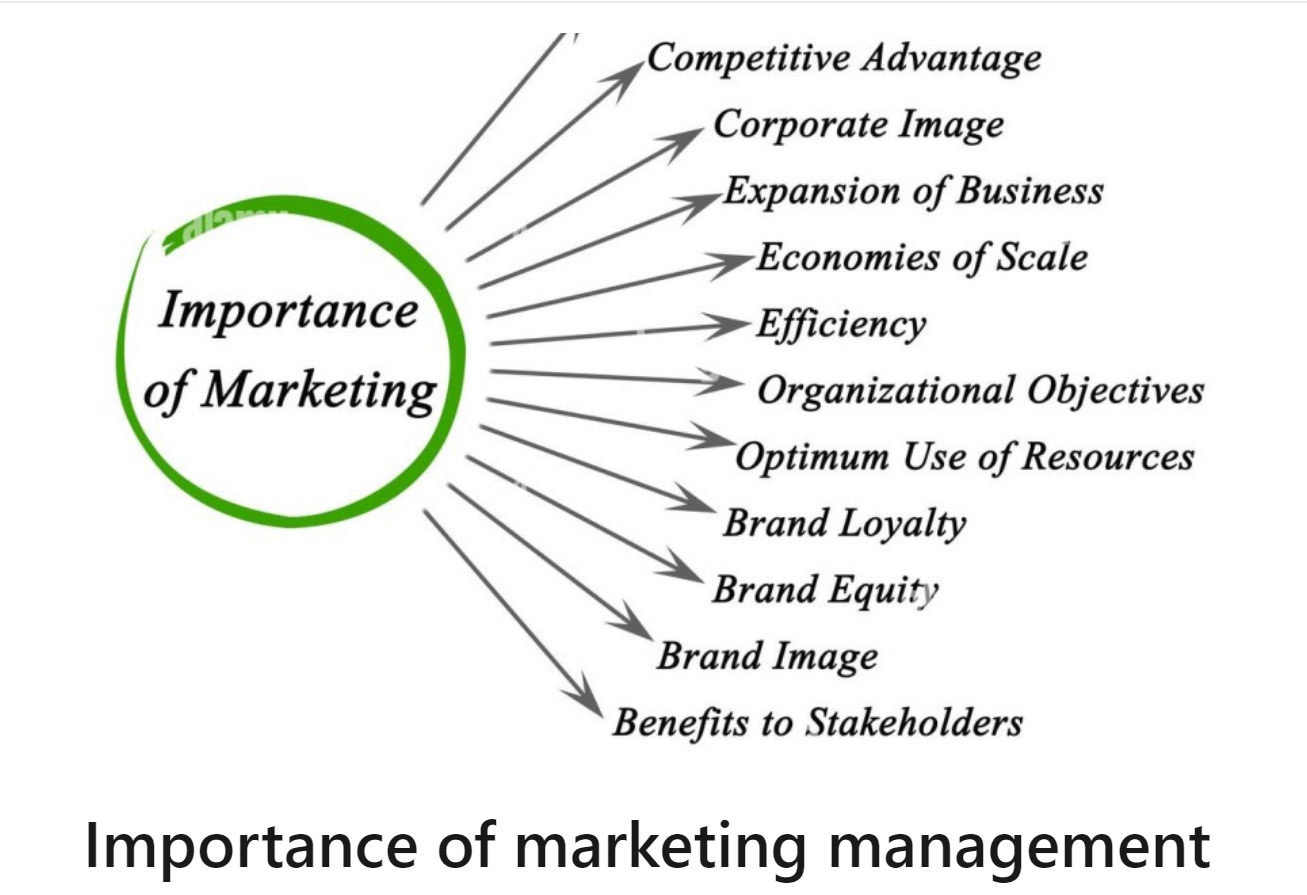 Competitive Advantage
Corporate Image
Expansion of Business
Economies of Scale
Importance
of Marketing
Efficiency
Organizational Objectives
Optimum Use of Resources
Brand Loyalty
Brand Equity
Brand Image
Benefits to Stakeholders
Importance of marketing management